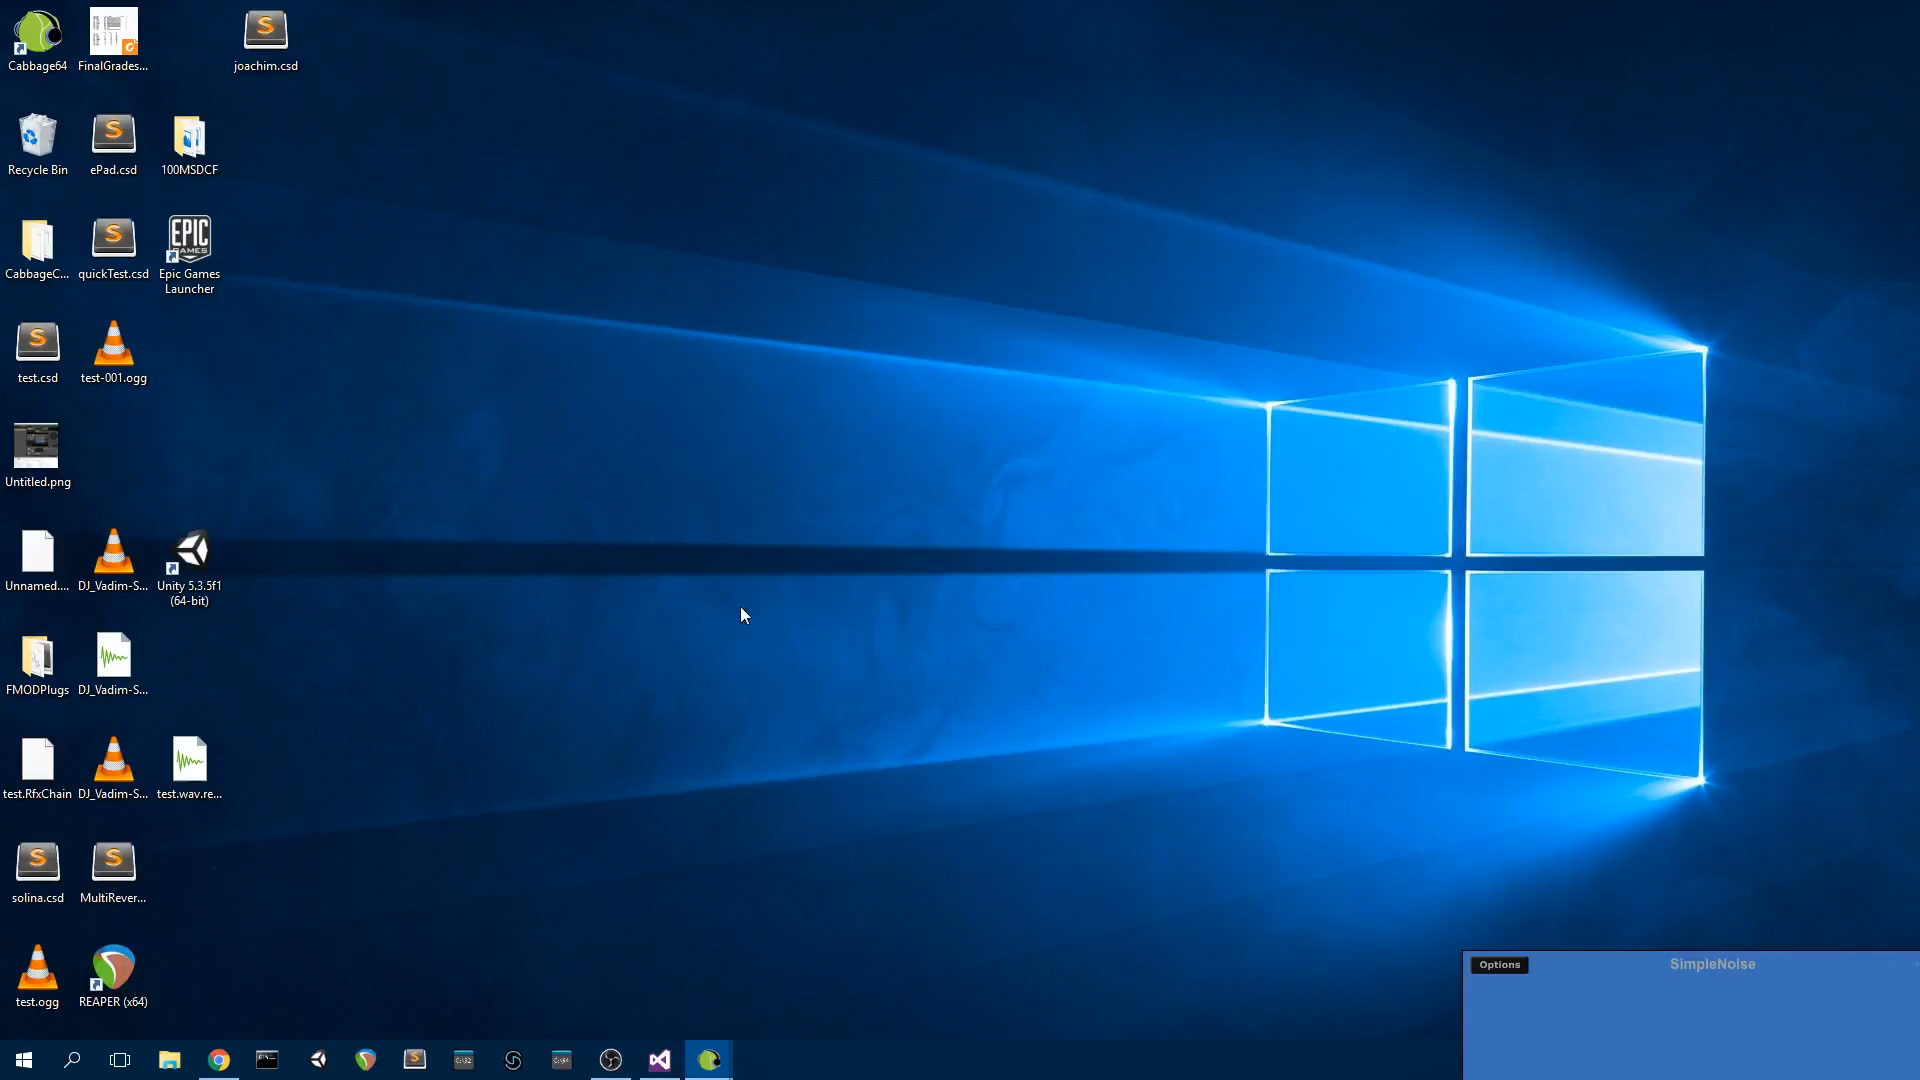 Cabbage64
FinalGrades...
joachim.csd
Recycle Bin
ePad.csd
100MSDCF
CabbageC...
quickTest.csd
EPIC
GAMES
Epic Games
Launcher
test.csd
test-001.ogg
Untitled.png
Unnamed....
DJ_Vadim-S...
Unity 5.3.5f1
(64-bit)
FMODPlugs
DJ_Vadim-S...
test.RfxChain
DJ_Vadim-S...
test.wav.re...
solina.csd
MultiRever...
test.ogg
REAPER (x64)
Options
SimpleNoise